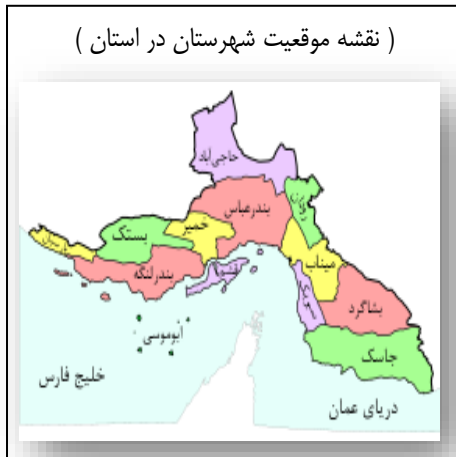 ( نقشه موقعیت شهرستان در استان )
حاجی‌آباد
بندرعباس
خمیر
بستک
میناب
بندرلنگه
بشاگرد
ابوموسی
جاسک
خلیج فارس
دریای عمان